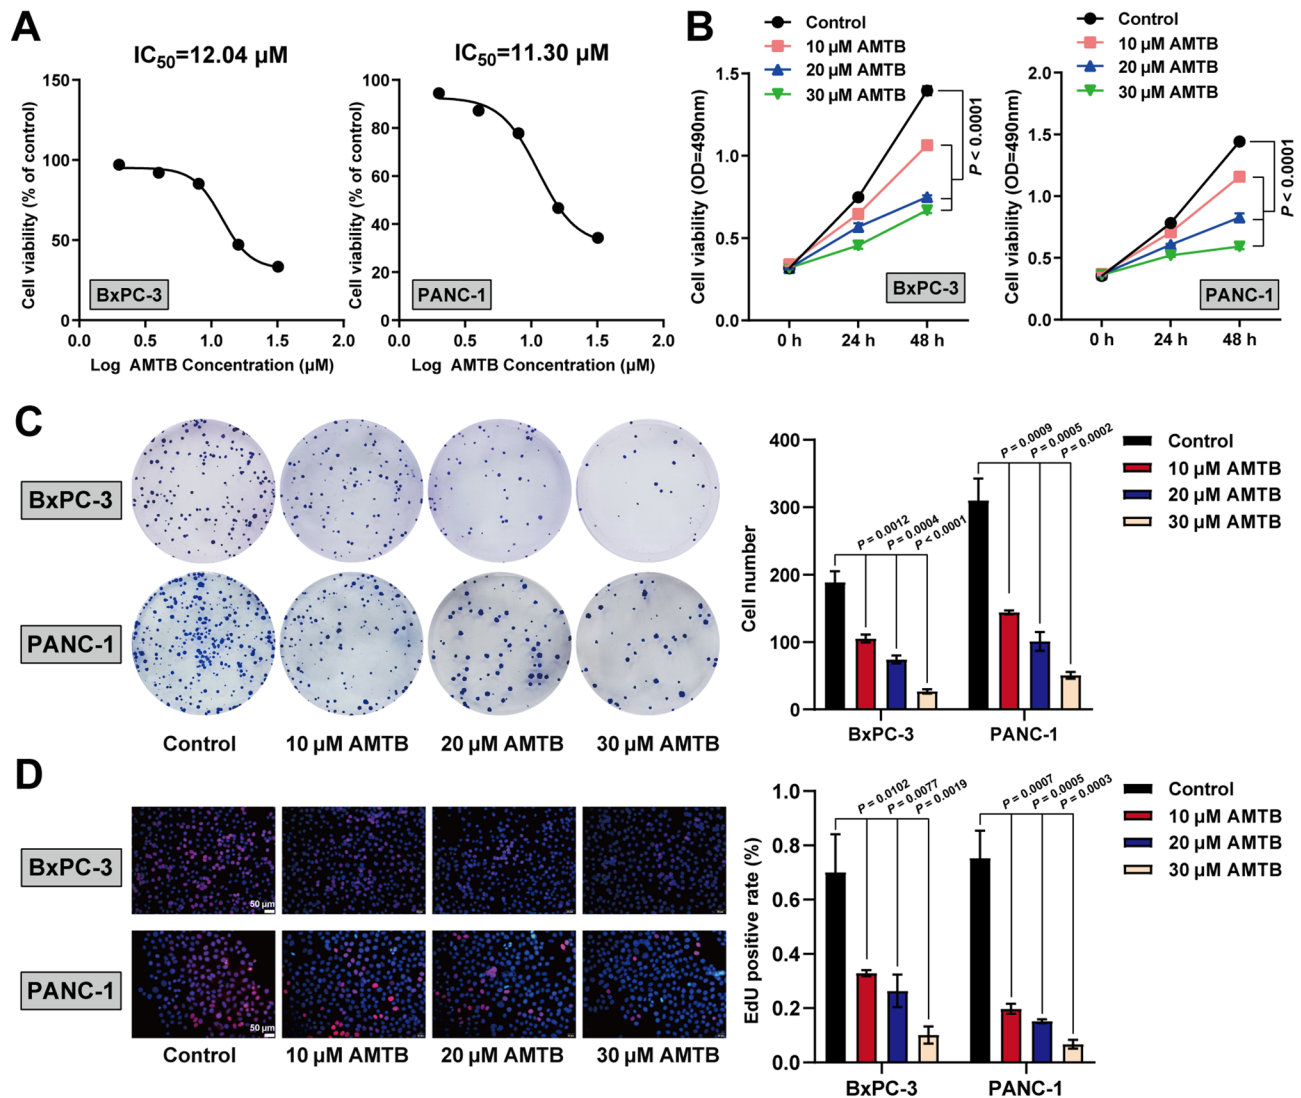 A
IC50=12.04 µM
Cell viability (% of control)
150
100
50
0
BxPC-3
0.0 0.5 1.0 1.5 2.0
Log AMTB Concentration (µM)
IC50=11.30 µM
Cell viability (% of control)
100
80
60
40
20
0
PANC-1
0.0 0.5 1.0 1.5 2.0
Log AMTB Concentration (µM)
B
Control
10 µM AMTB
20 µM AMTB
30 µM AMTB
Cell viability (OD=490nm)
1.5
1.0
0.5
0.0
P < 0.0001
BxPC-3
0 h 24 h 48 h
Control
10 µM AMTB
20 µM AMTB
30 µM AMTB
Cell viability (OD=490nm)
2.0
1.5
1.0
0.5
0.0
P < 0.0001
PANC-1
0 h 24 h 48 h
C
BxPC-3
PANC-1
Control 10 µM AMTB 20 µM AMTB 30 µM AMTB
Cell number
400
300
200
100
0
P = 0.0012
P = 0.0004
P < 0.0001
P = 0.0009
P = 0.0005
P = 0.0002
BxPC-3 PANC-1
Control
10 µM AMTB
20 µM AMTB
30 µM AMTB
D
BxPC-3
50 µm
PANC-1
50 µm
Control 10 µM AMTB 20 µM AMTB 30 µM AMTB
EdU positive rate (%)
1.0
0.8
0.6
0.4
0.2
0.0
P = 0.0102
P = 0.0077
P = 0.0019
P = 0.0007
P = 0.0005
P = 0.0003
BxPC-3 PANC-1
Control
10 µM AMTB
20 µM AMTB
30 µM AMTB